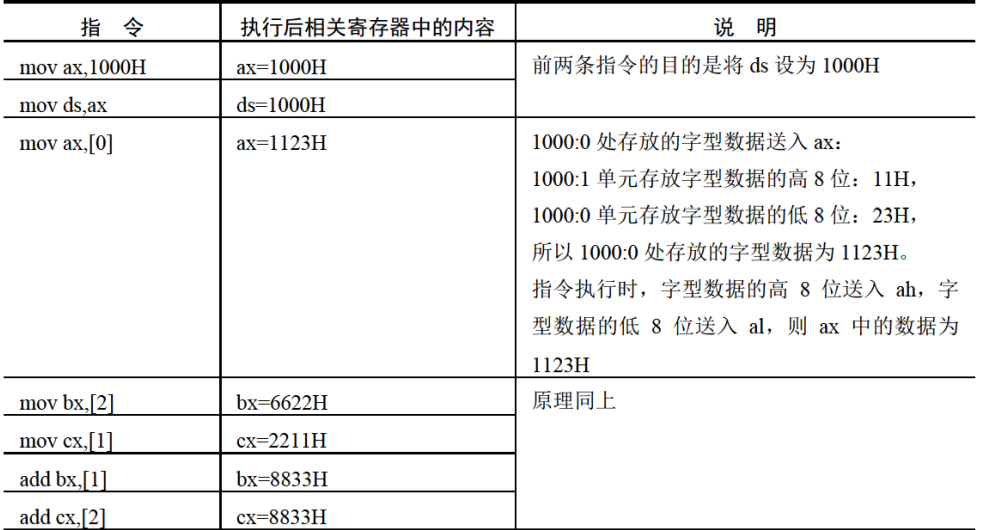 指 令 执行后相关寄存器中的内容 说 明
mov ax,1000H ax=1000H 前两条指令的目的是将 ds 设为 1000H
mov ds,ax ds=1000H
mov ax,[0] ax=1123H 1000:0 处存放的字型数据送入 ax：
1000:1 单元存放字型数据的高 8 位：11H，
1000:0 单元存放字型数据的低 8 位：23H，
所以 1000:0 处存放的字型数据为 1123H。
指令执行时，字型数据的高 8 位送入 ah，字
型数据的低 8 位送入 al，则 ax 中的数据为
1123H
mov bx,[2] bx=6622H 原理同上
mov cx,[1] cx=2211H
add bx,[1] bx=8833H
add cx,[2] cx=8833H